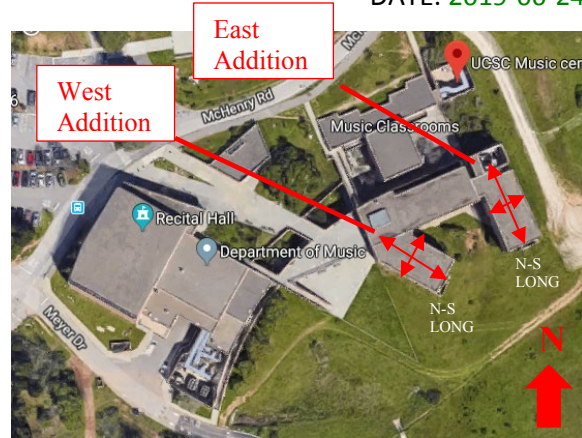 DATE: 2019-06-24
East
Addition
UCSC Music cen
West
Addition
McHenry Rd
Music Classrooms
Recital Hall
Department of Music
N-S
LONG
N-S
LONG
Meyer Dr
N